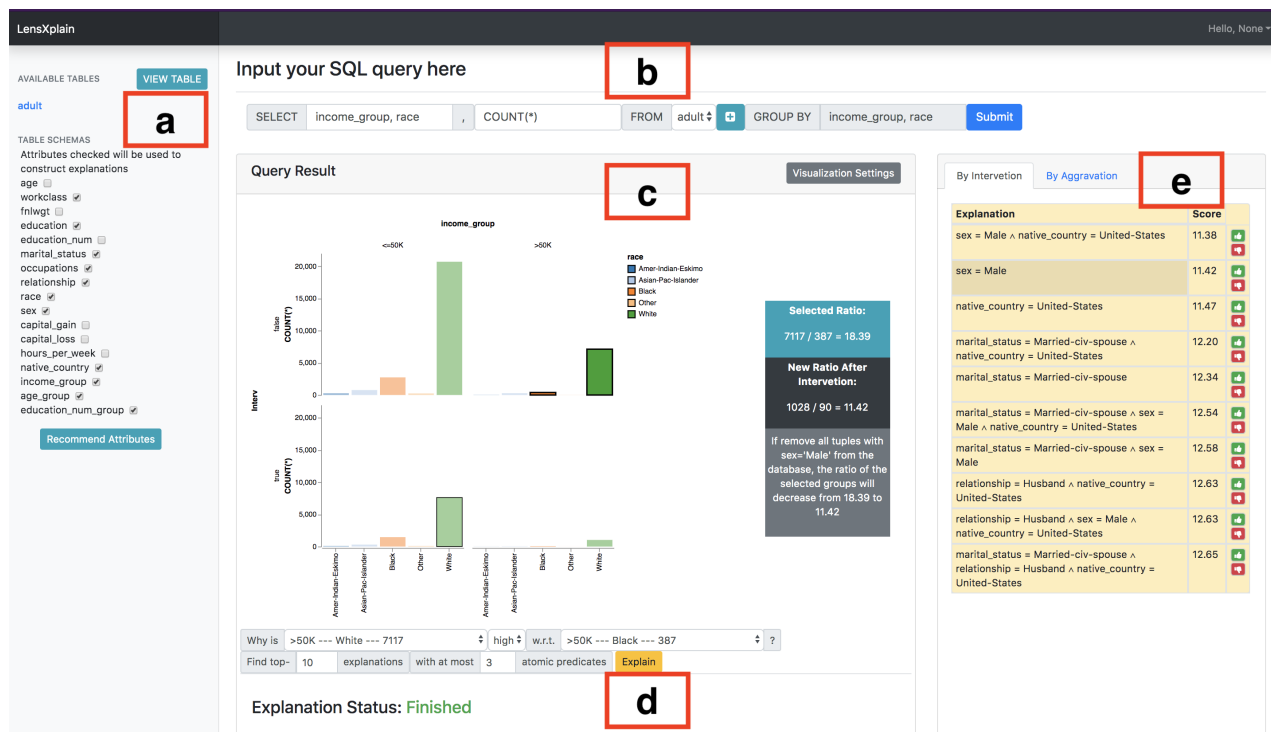 LensXplain
Hello, None
AVAILABLE TABLES
VIEW TABLE
adult
a
TABLE SCHEMAS
Attributes checked will be used to
construct explanations
age
workclass
fnlwgt
education
education_num
marital_status
occupations
relationship
race
sex
capital_gain
capital_loss
hours_per_week
native_country
income_group
age_group
education_num_group
Recommend Attributes
Input your SQL query here
b
SELECT income_group, race , COUNT(*) FROM adult GROUP BY income_group, race Submit
Query Result
c
Visualization Settings
income_group
<=50K >50K
race
Amer-Indian-Eskimo
Asian-Pac-Islander
Black
Other
White
Interv
false
COUNT(*)
20,000
15,000
10,000
5,000
0
true
COUNT(*)
20,000
15,000
10,000
5,000
0
Amer-Indian-Eskimo
Asian-Pac-Islander
Black
Other
White
Amer-Indian-Eskimo
Asian-Pac-Islander
Black
Other
White
Selected Ratio:
7117 / 387 = 18.39
New Ratio After
Intervetion:
1028 / 90 = 11.42
If remove all tuples with
sex='Male' from the
database, the ratio of the
selected groups will
decrease from 18.39 to
11.42
Why is >50K --- White --- 7117 high w.r.t. >50K --- Black --- 387 ?
Find top- 10 explanations with at most 3 atomic predicates Explain
d
Explanation Status: Finished
By Intervetion By Aggravation
e
Explanation Score
sex = Male ∧ native_country = United-States 11.38
sex = Male 11.42
native_country = United-States 11.47
marital_status = Married-civ-spouse ∧ 12.20
native_country = United-States
marital_status = Married-civ-spouse 12.34
marital_status = Married-civ-spouse ∧ sex = 12.54
Male ∧ native_country = United-States
marital_status = Married-civ-spouse ∧ sex = 12.58
Male
relationship = Husband ∧ native_country = 12.63
United-States
relationship = Husband ∧ sex = Male ∧ 12.63
native_country = United-States
marital_status = Married-civ-spouse ∧ 12.65
relationship = Husband ∧ native_country =
United-States